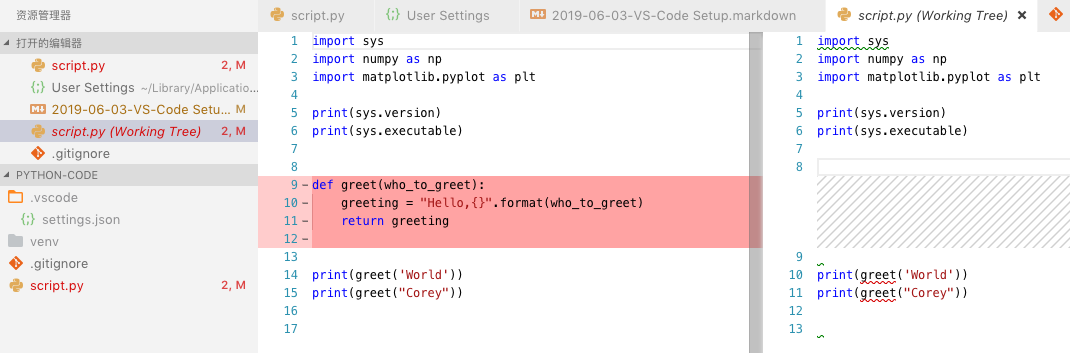 资源管理器
打开的编辑器
script.py 2, M
User Settings ~/Library/Applicatio...
2019-06-03-VS-Code Setu... M
script.py (Working Tree) 2, M
.gitignore
PYTHON-CODE
.vscode
settings.json
venv
.gitignore
script.py 2, M
script.py User Settings 2019-06-03-VS-Code Setup.markdown script.py (Working Tree) ×
1 import sys
2 import numpy as np
3 import matplotlib.pyplot as plt
4
5 print(sys.version)
6 print(sys.executable)
7
8
9 - def greet(who_to_greet):
10 -     greeting = "Hello,{}".format(who_to_greet)
11 -     return greeting
12 -
13
14 print(greet('World'))
15 print(greet("Corey"))
16
17
1 import sys
2 import numpy as np
3 import matplotlib.pyplot as plt
4
5 print(sys.version)
6 print(sys.executable)
7
8
9
10 print(greet('World'))
11 print(greet("Corey"))
12
13